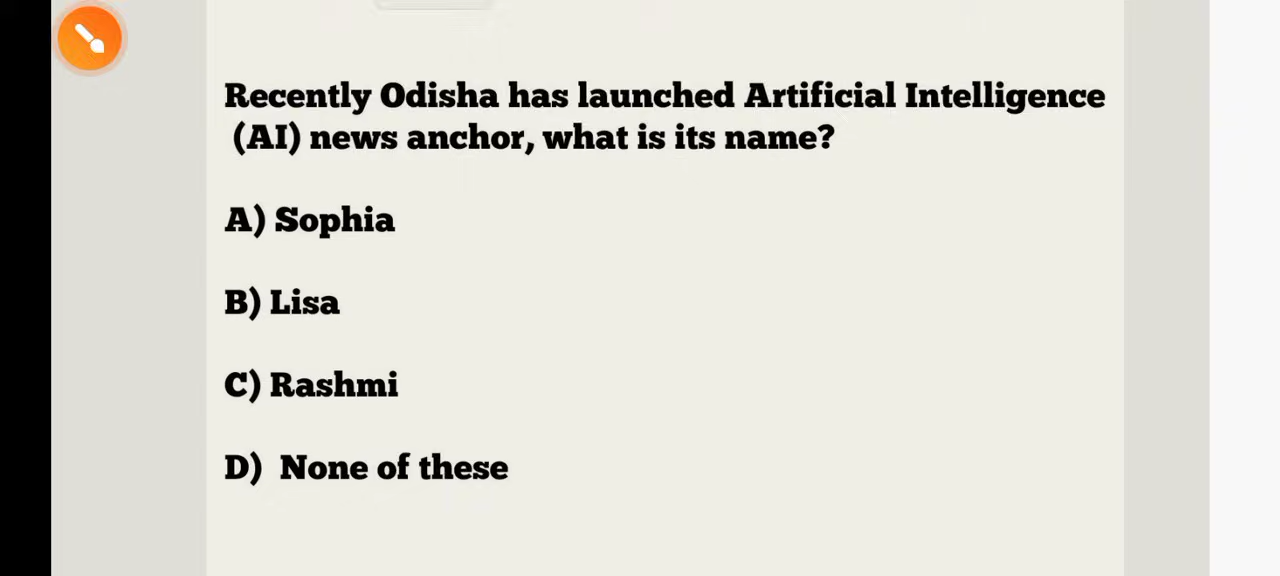 Recently Odisha has launched Artificial Intelligence
(AI) news anchor, what is its name?
A) Sophia
B) Lisa
C) Rashmi
D) None of these